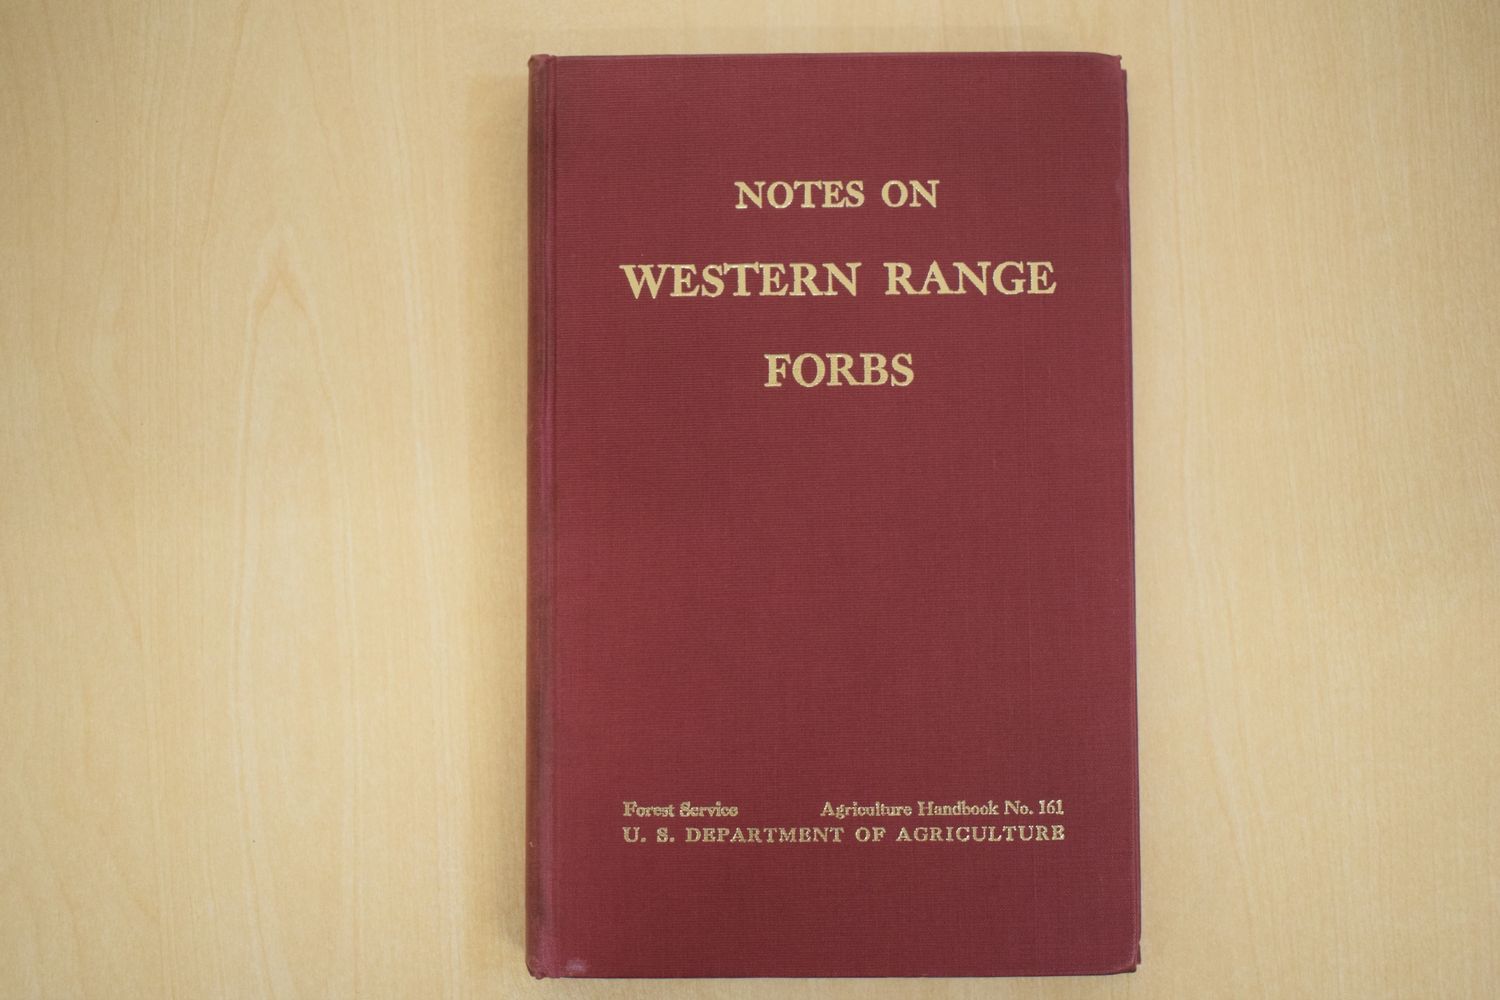 NOTES ON
WESTERN RANGE
FORBS
Forest Service Agriculture Handbook No. 161
U. S. DEPARTMENT OF AGRICULTURE